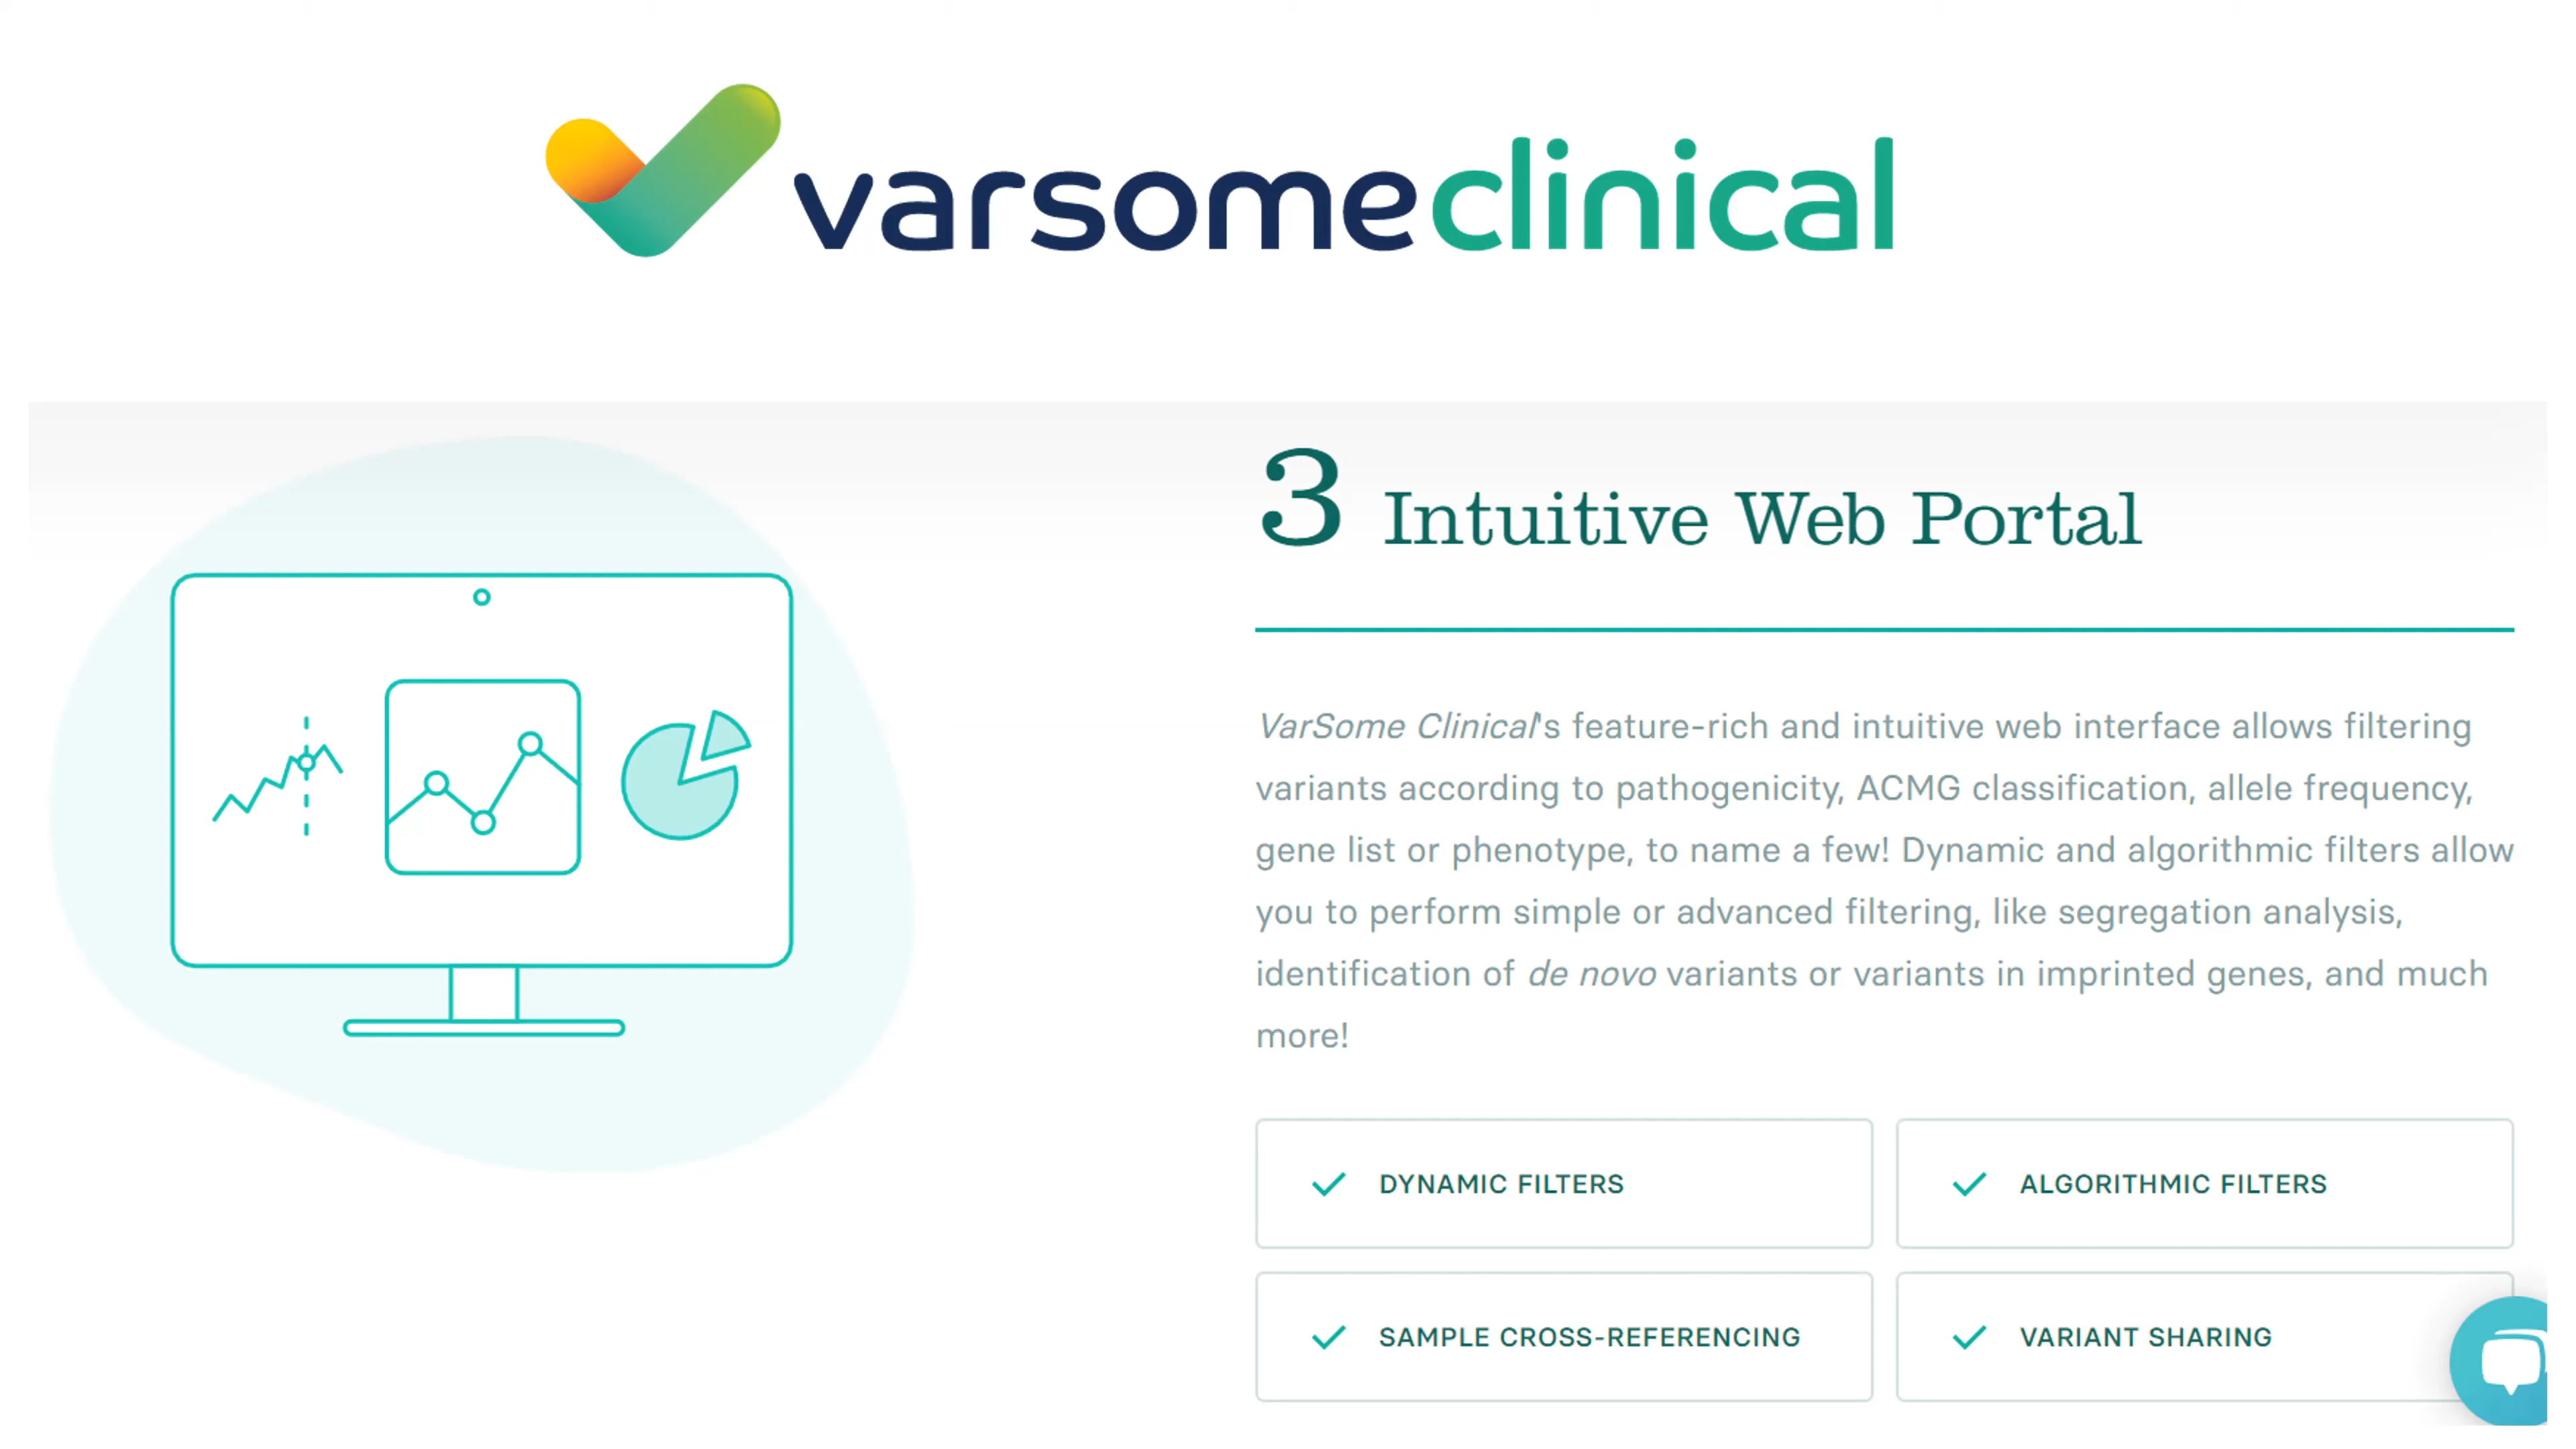 varsomeclinical
3 Intuitive Web Portal
VarSome Clinical's feature-rich and intuitive web interface allows filtering
variants according to pathogenicity, ACMG classification, allele frequency,
gene list or phenotype, to name a few! Dynamic and algorithmic filters allow
you to perform simple or advanced filtering, like segregation analysis,
identification of de novo variants or variants in imprinted genes, and much
more!
DYNAMIC FILTERS
ALGORITHMIC FILTERS
SAMPLE CROSS-REFERENCING
VARIANT SHARING